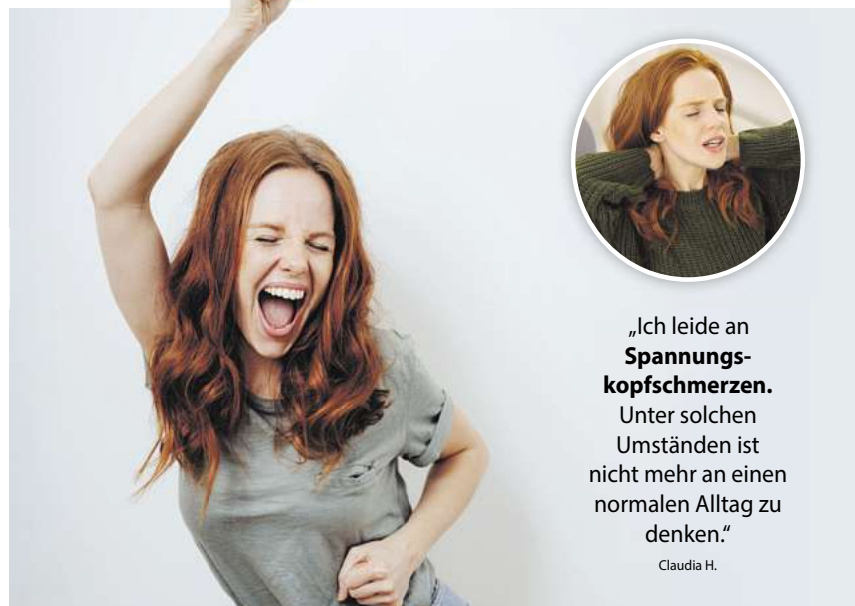 „Ich leide an
Spannungs-
kopfschmerzen.
Unter solchen
Umständen ist
nicht mehr an einen
normalen Alltag zu
denken.“
Claudia H.